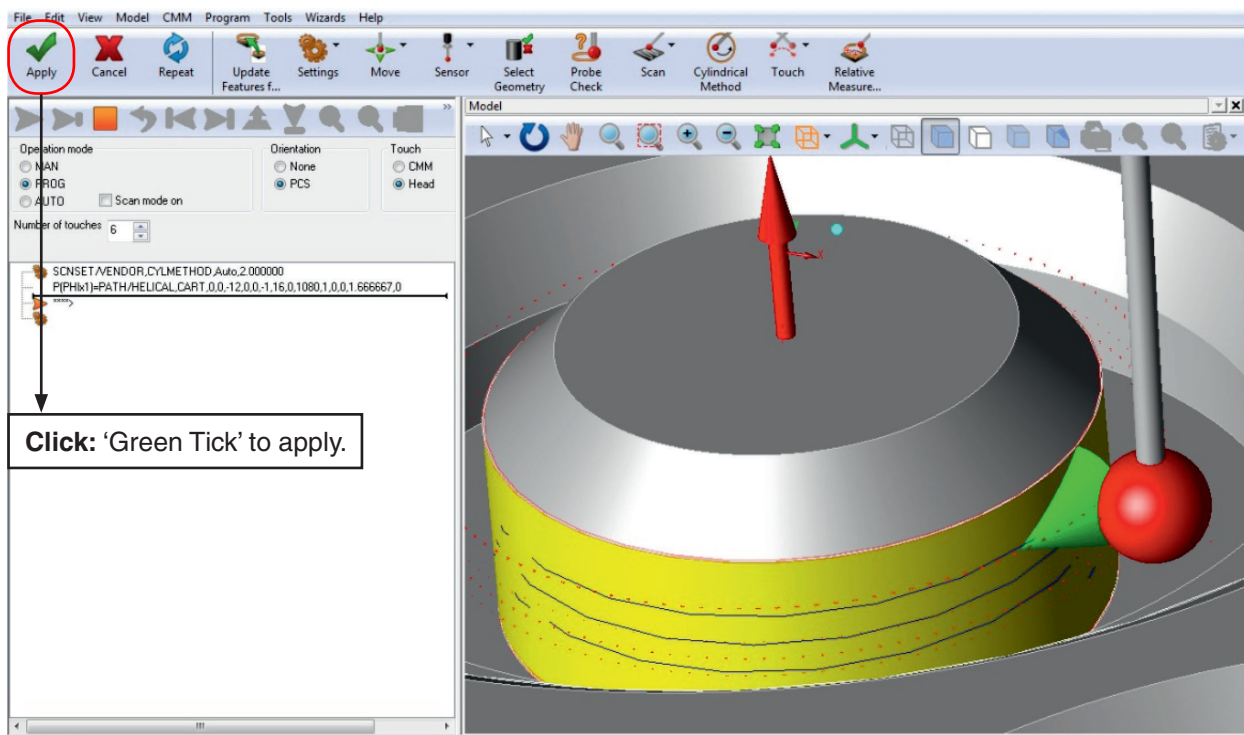 File Edit View Model CMM Program Tools Wizards Help
Apply Cancel Repeat Update Features f... Settings Move Sensor Select Geometry Probe Check Scan Cylindrical Method Touch Relative Measure...
Model
Operation mode Orientation Touch
MAN None CMM
PROG PCS Head
AUTO Scan mode on
Number of touches 6
SCNSET/VENDOR,CYLMETHOD,Auto,2.000000
P(PHIx1)=PATH/HELICAL,CART,0,0,-12,0,0,-1,16,0,1080,1,0,0,1.666667,0
****>
X
Click: ‘Green Tick’ to apply.